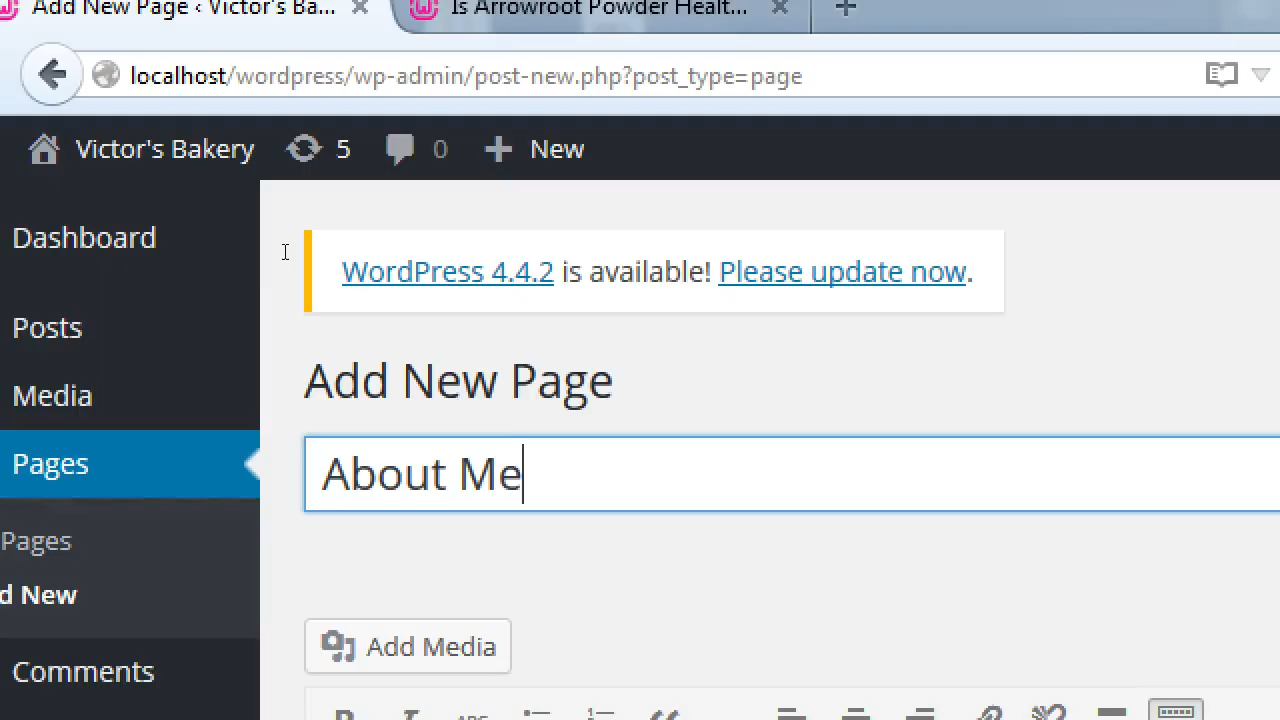 Add New Page ‹ Victor's Ba...
Is Arrowroot Powder Healt...
localhost/wordpress/wp-admin/post-new.php?post_type=page
Victor's Bakery 5 0 New
Dashboard
WordPress 4.4.2 is available! Please update now.
Posts
Add New Page
Media
Pages
About Me
Pages
d New
Add Media
Comments
B I ABC